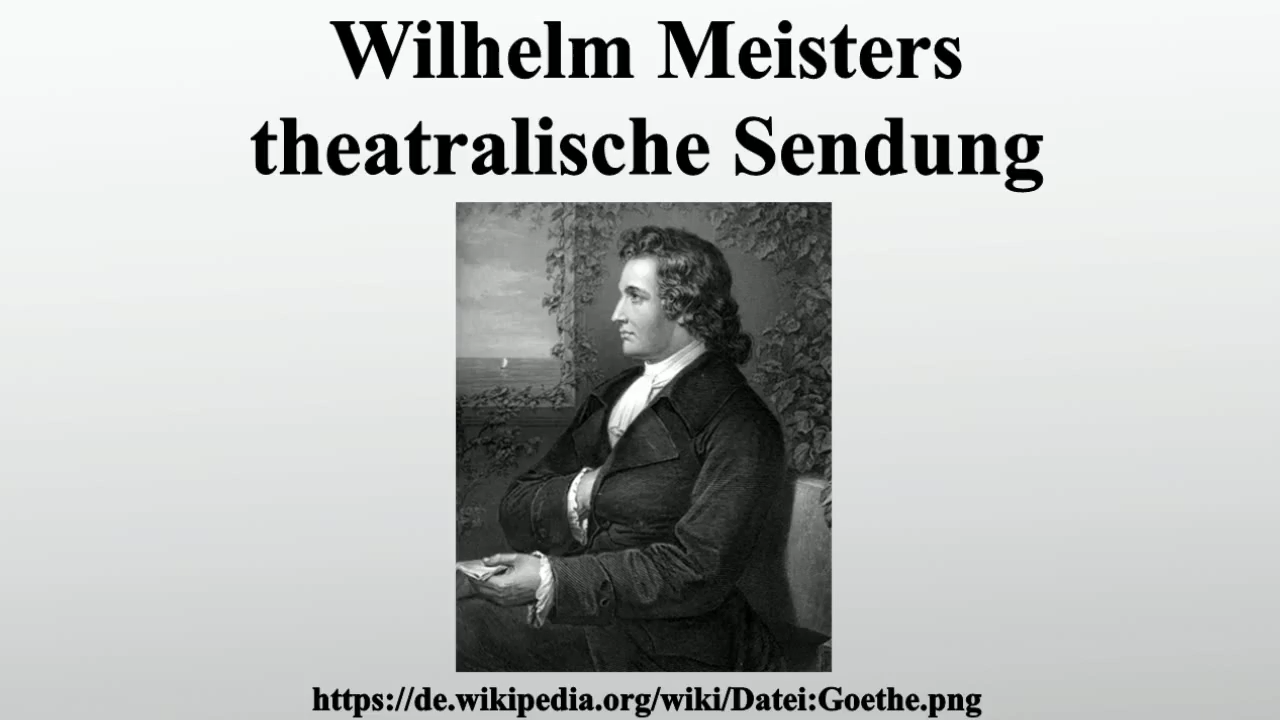 Wilhelm Meisters
theatralische Sendung
https://de.wikipedia.org/wiki/Datei:Goethe.png